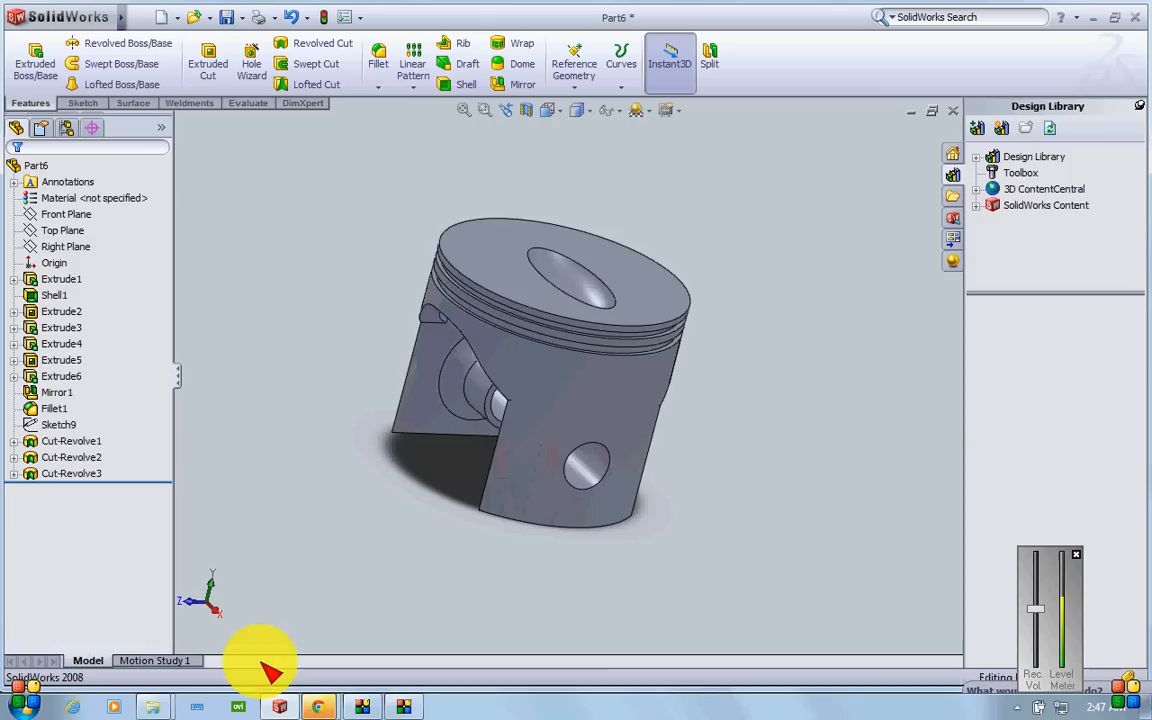 SolidWorks
Part6 *
SolidWorks Search
Extruded Boss/Base
Revolved Boss/Base
Swept Boss/Base
Lofted Boss/Base
Extruded Cut
Hole Wizard
Revolved Cut
Swept Cut
Lofted Cut
Fillet
Linear Pattern
Rib
Draft
Shell
Wrap
Dome
Mirror
Reference Geometry
Curves
Instant3D
Split
Features
Sketch
Surface
Weldments
Evaluate
DimXpert
Part6
Annotations
Material <not specified>
Front Plane
Top Plane
Right Plane
Origin
Extrude1
Shell1
Extrude2
Extrude3
Extrude4
Extrude5
Extrude6
Mirror1
Fillet1
Sketch9
Cut-Revolve1
Cut-Revolve2
Cut-Revolve3
Design Library
Design Library
Toolbox
3D ContentCentral
SolidWorks Content
Y
Z
X
Rec. Vol
Level Meter
Model
Motion Study 1
SolidWorks 2008
Editing
ovi
2:47 AM